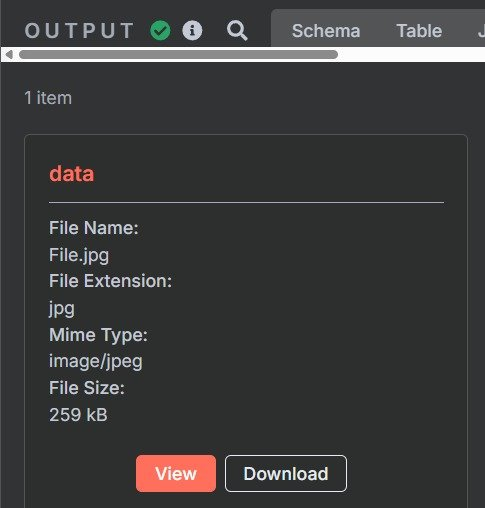 OUTPUT
Schema
Table
1 item
data
File Name:
File.jpg
File Extension:
jpg
Mime Type:
image/jpeg
File Size:
259 kB
View
Download